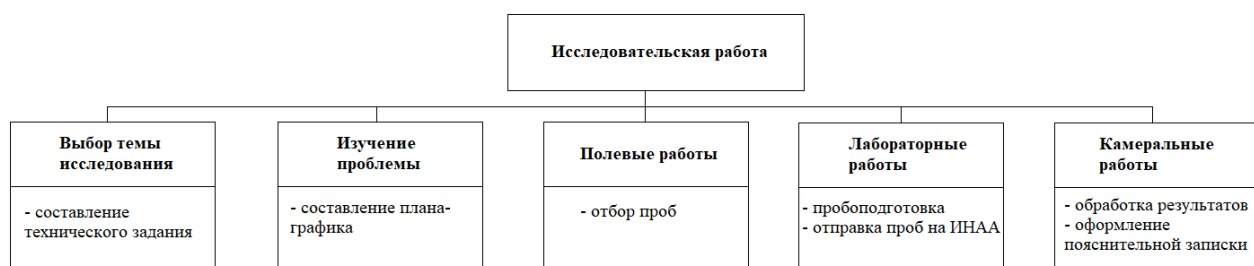 Исследовательская работа
Выбор темы
исследования
- составление
технического задания
Изучение
проблемы
- составление плана-
графика
Полевые работы
- отбор проб
Лабораторные
работы
- пробоподготовка
- отправка проб на ИНАА
Камеральные
работы
- обработка результатов
- оформление
пояснительной записки